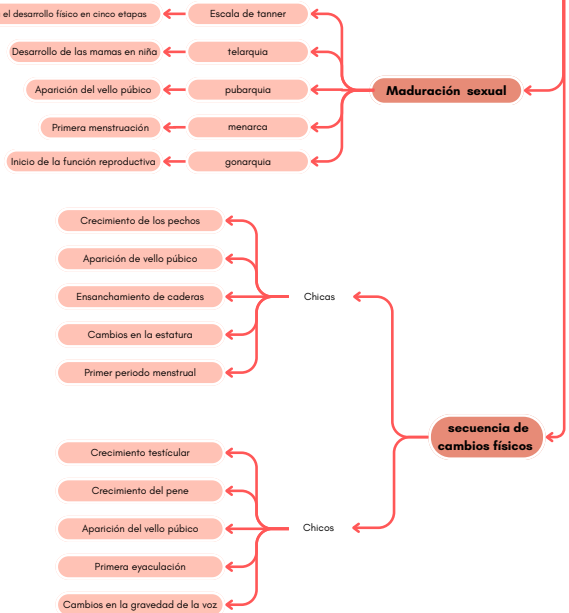 el desarrollo físico en cinco etapas
Escala de tanner
Desarrollo de las mamas en niña
telarquia
Aparición del vello púbico
pubarquia
Maduración sexual
Primera menstruación
menarca
Inicio de la función reproductiva
gonarquia
Crecimiento de los pechos
Aparición de vello púbico
Ensanchamiento de caderas
Chicas
Cambios en la estatura
Primer periodo menstrual
secuencia de
cambios físicos
Crecimiento testícular
Crecimiento del pene
Aparición del vello púbico
Chicos
Primera eyaculación
Cambios en la gravedad de la voz